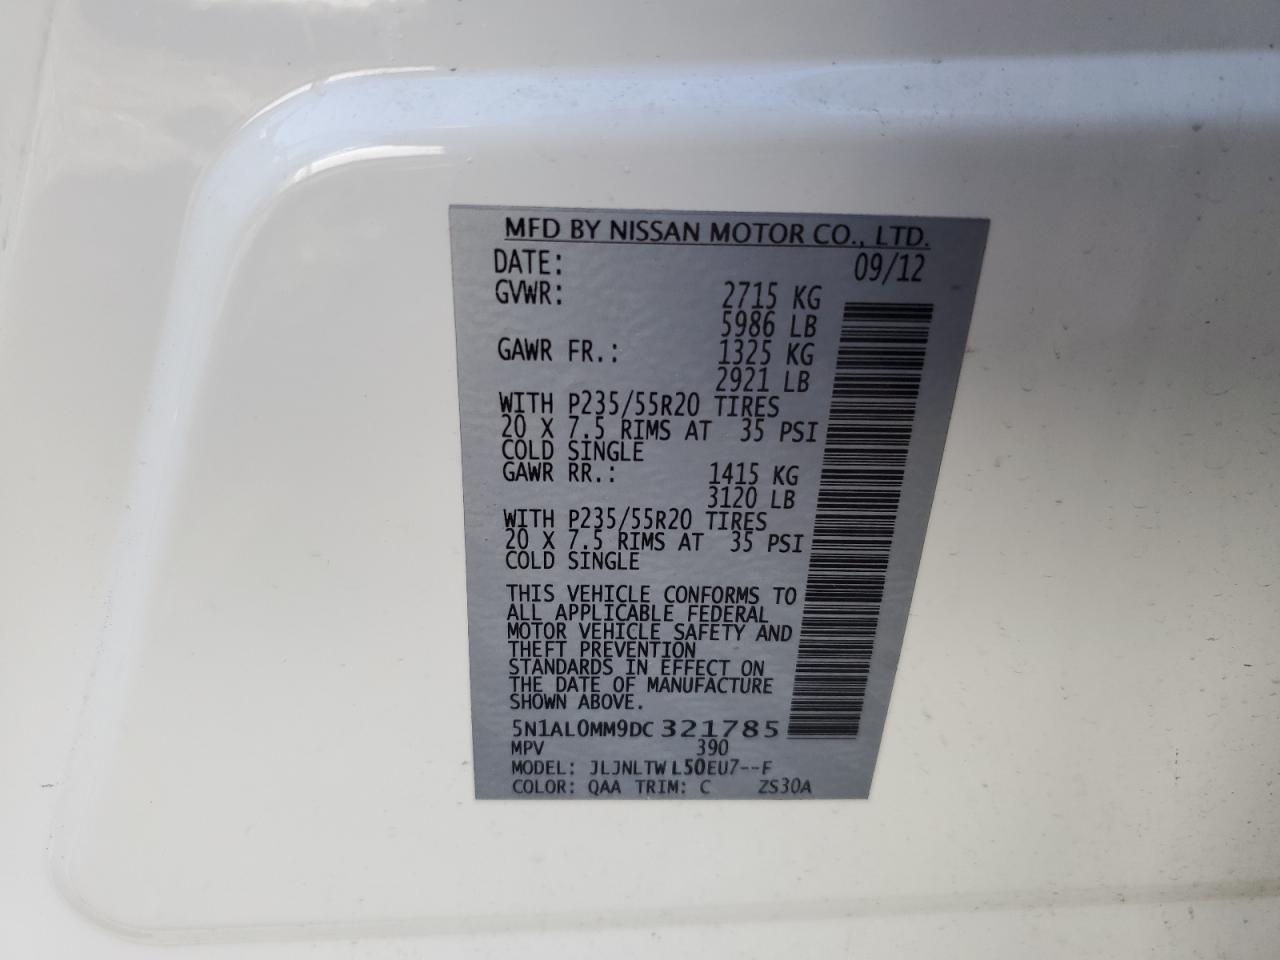 MFD BY NISSAN MOTOR CO., LTD.
DATE: 09/12
GVWR: 2715 KG
5986 LB
GAWR FR.: 1325 KG
2921 LB
WITH P235/55R20 TIRES
20 X 7.5 RIMS AT 35 PSI
COLD SINGLE
GAWR RR.: 1415 KG
3120 LB
WITH P235/55R20 TIRES
20 X 7.5 RIMS AT 35 PSI
COLD SINGLE
THIS VEHICLE CONFORMS TO
ALL APPLICABLE FEDERAL
MOTOR VEHICLE SAFETY AND
THEFT PREVENTION
STANDARDS IN EFFECT ON
THE DATE OF MANUFACTURE
SHOWN ABOVE.
5N1AL0MM9DC321785
MPV 390
MODEL: JLJNLTWL50EU7--F
COLOR: QAA TRIM: C ZS30A